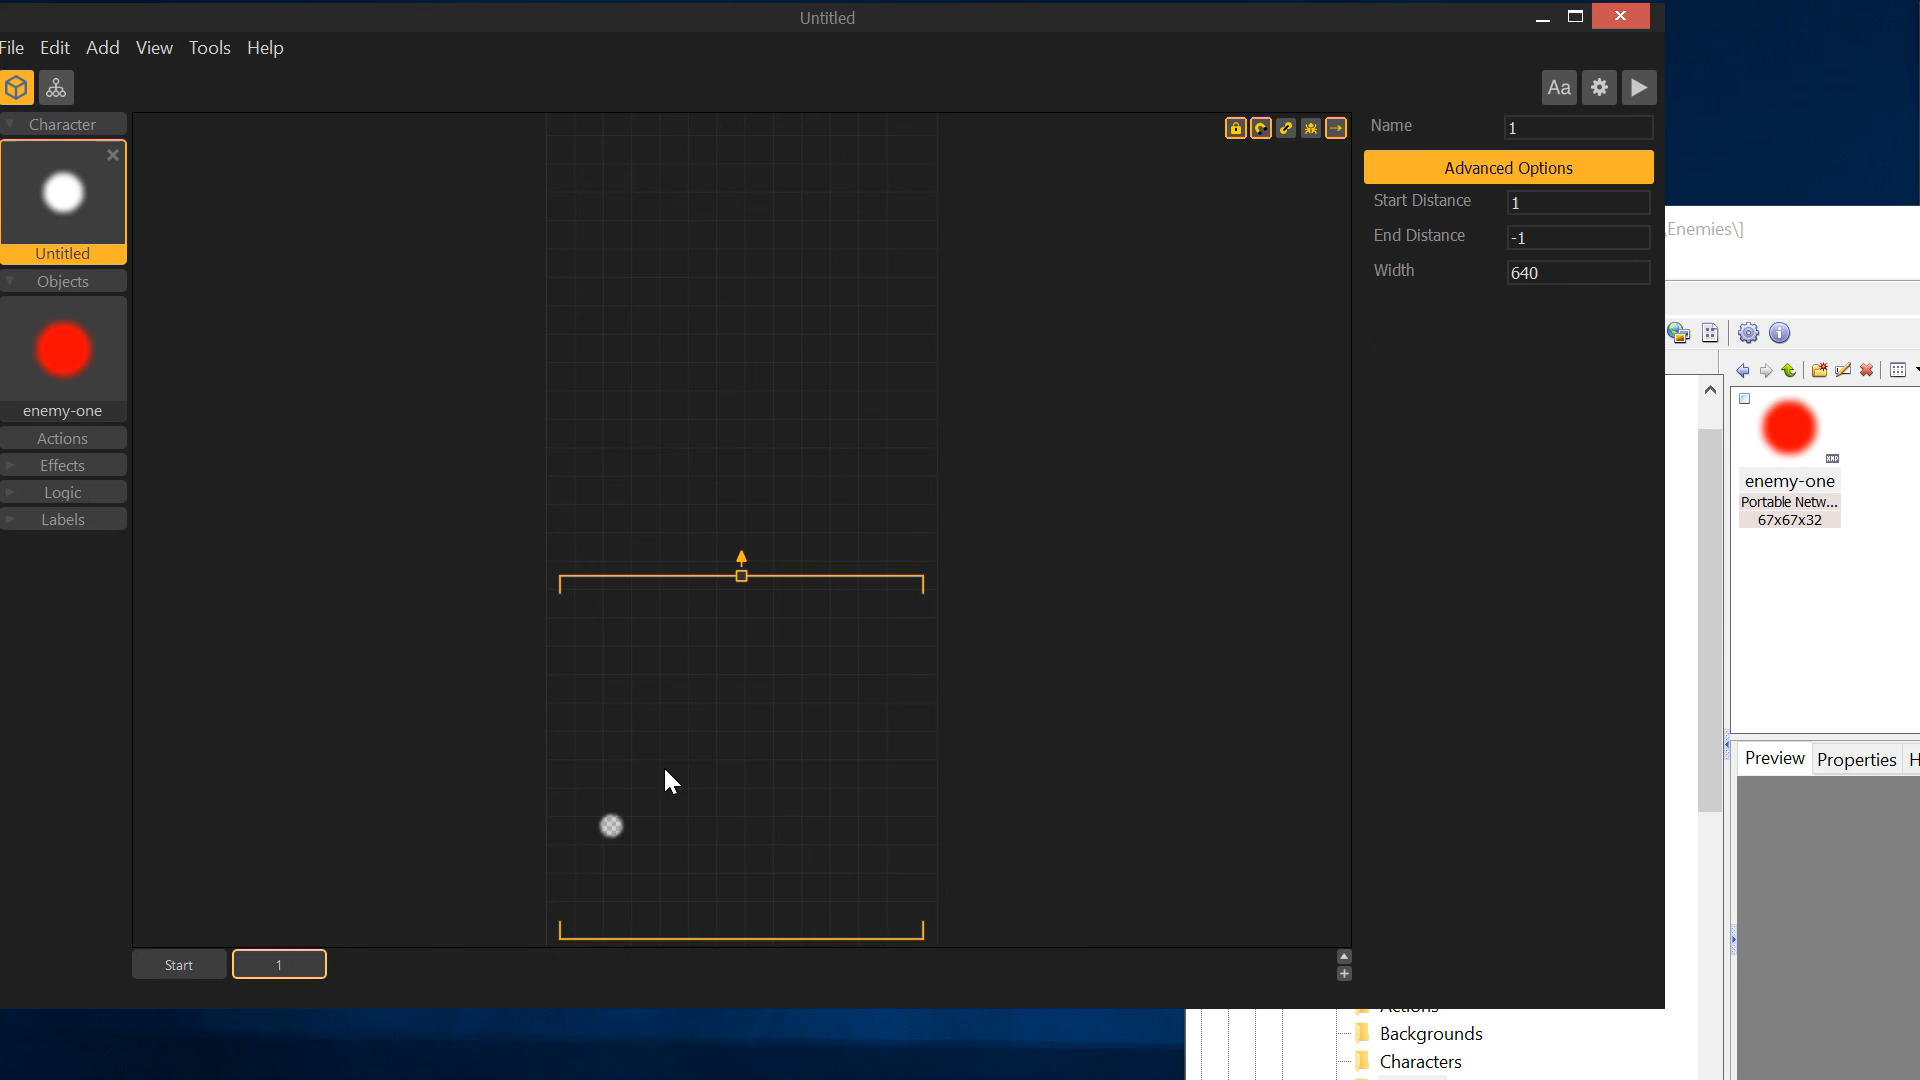 Untitled
File Edit Add View Tools Help
Aa
Character
Untitled
Objects
enemy-one
Actions
Effects
Logic
Labels
Name 1
Advanced Options
Start Distance 1
End Distance -1
Width 640
Start 1
Enemies\]
enemy-one
Portable Netw...
67x67x32
Preview Properties H
Actions
Backgrounds
Characters